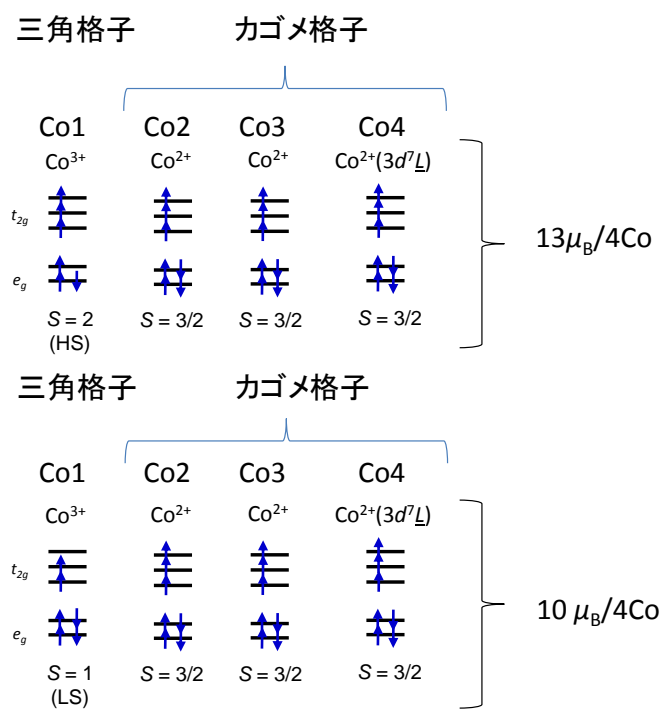 三角格子 カゴメ格子
Co1 Co2 Co3 Co4
Co³⁺ Co²⁺ Co²⁺ Co²⁺(3d⁷L)
t₂g
13μB/4Co
eg
S = 2 S = 3/2 S = 3/2 S = 3/2
(HS)
三角格子 カゴメ格子
Co1 Co2 Co3 Co4
Co³⁺ Co²⁺ Co²⁺ Co²⁺(3d⁷L)
t₂g
10 μB/4Co
eg
S = 1 S = 3/2 S = 3/2 S = 3/2
(LS)